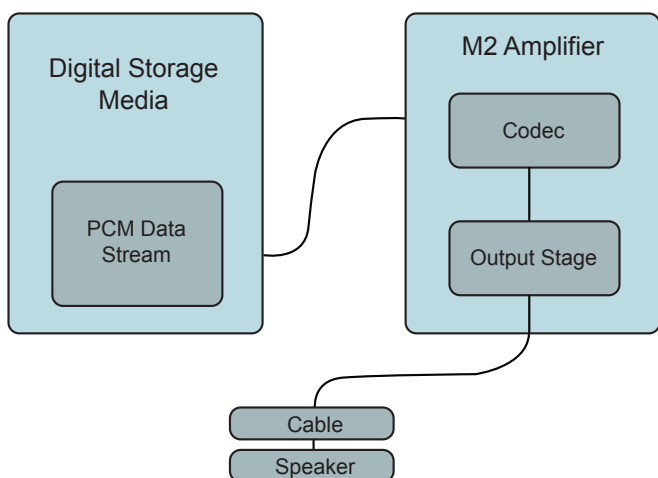 Digital Storage
Media
PCM Data
Stream
M2 Amplifier
Codec
Output Stage
Cable
Speaker